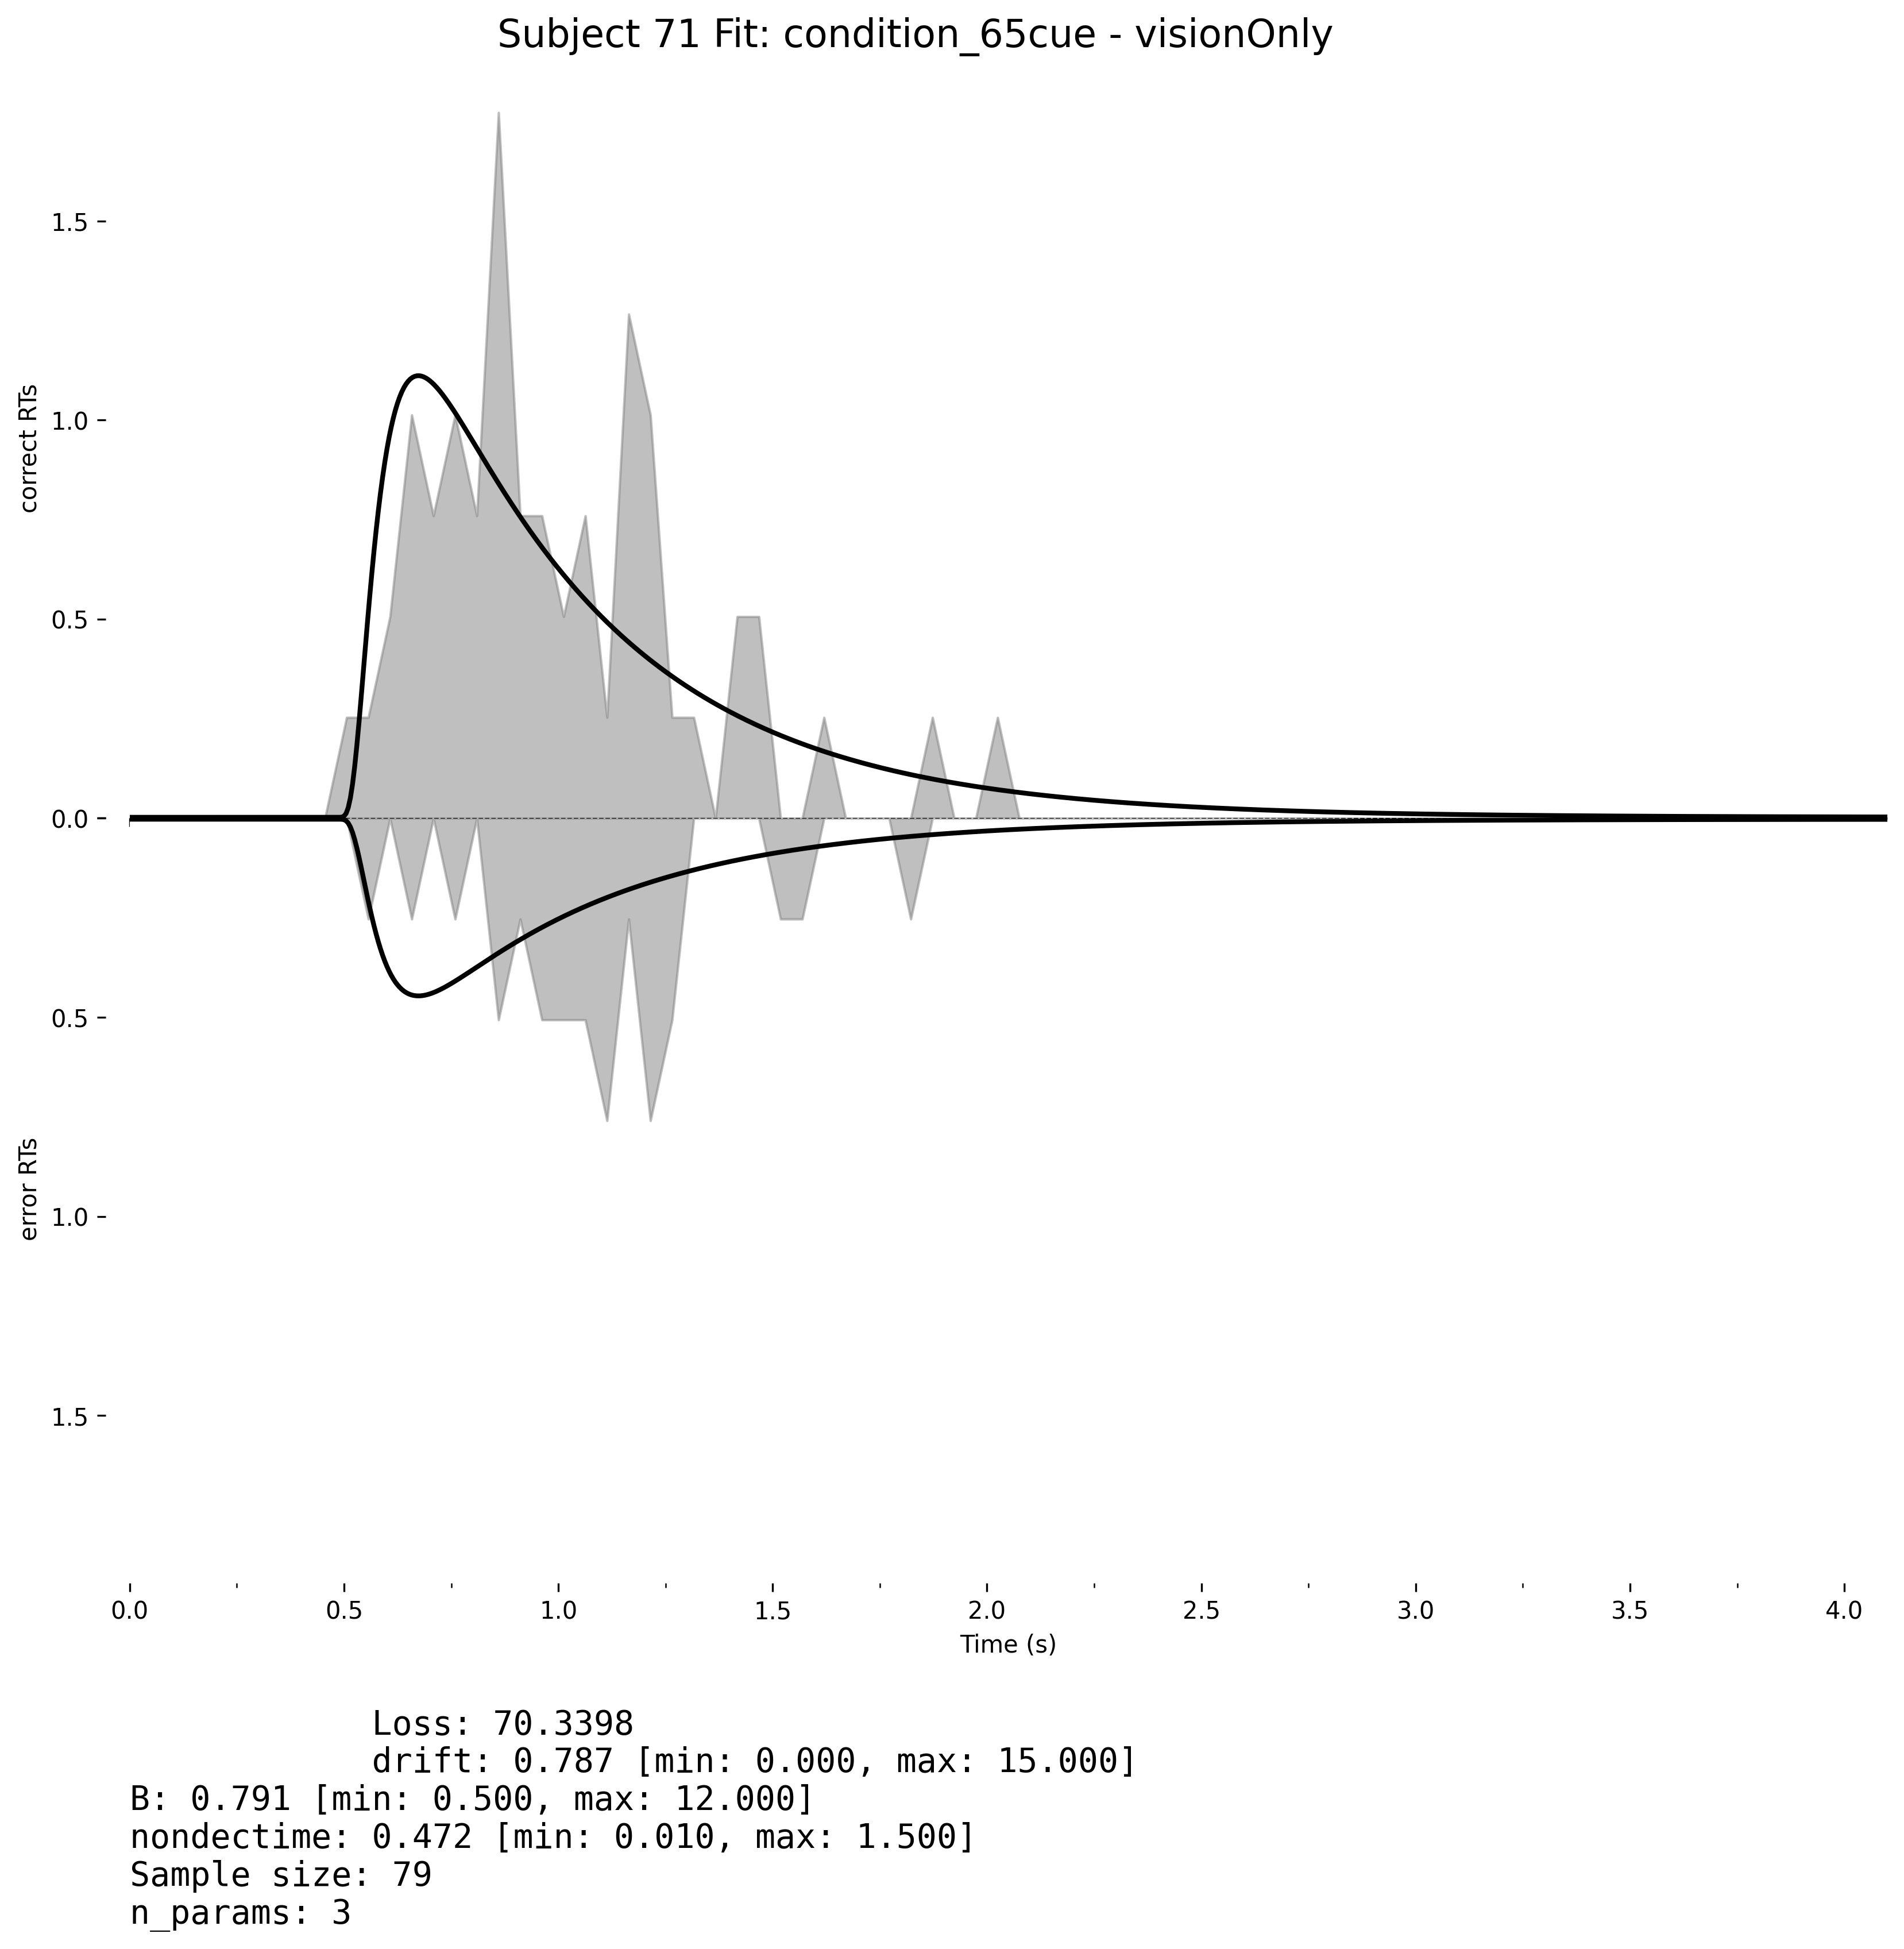 Subject 71 Fit: condition_65cue - visionOnly
correct RTs
1.5
1.0
0.5
0.0
0.5
1.0
1.5
error RTs
0.0 0.5 1.0 1.5 2.0 2.5 3.0 3.5 4.0
Time (s)
Loss: 70.3398
drift: 0.787 [min: 0.000, max: 15.000]
B: 0.791 [min: 0.500, max: 12.000]
nondectime: 0.472 [min: 0.010, max: 1.500]
Sample size: 79
n_params: 3